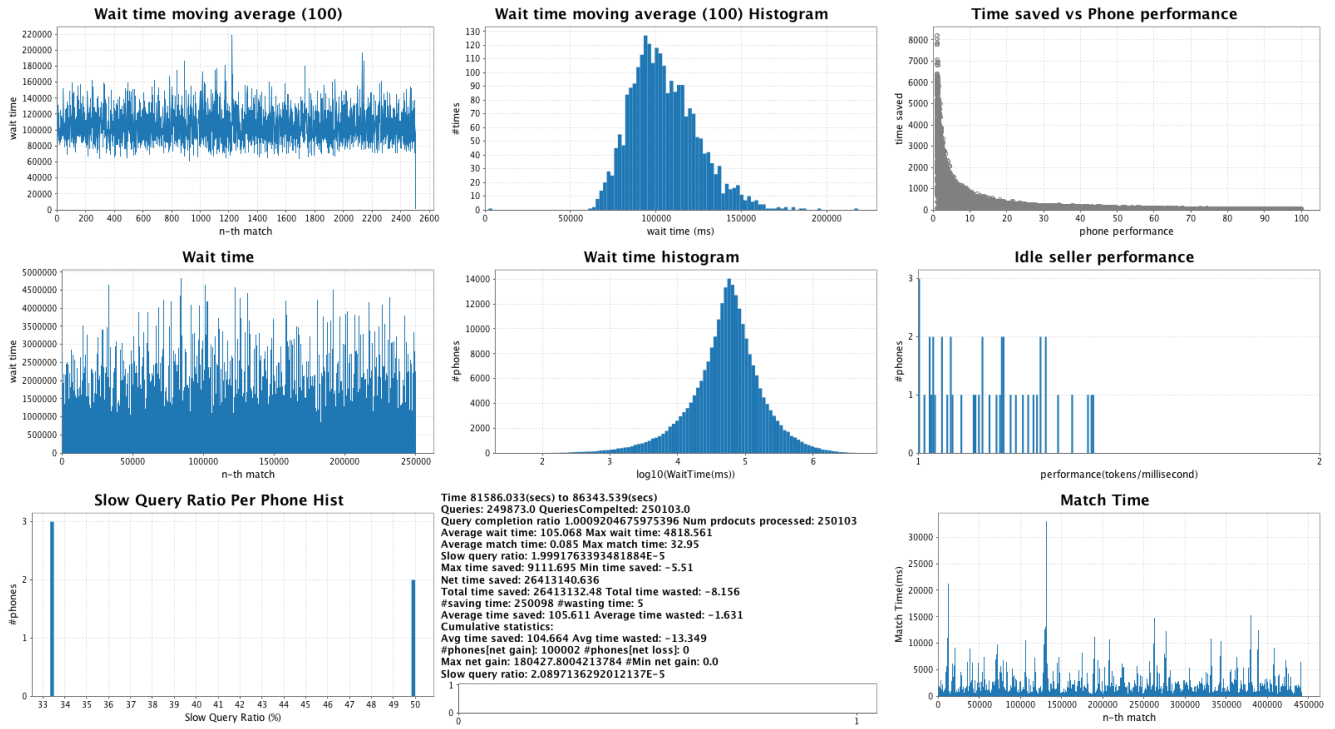 Wait time moving average (100)
wait time
220000
200000
180000
160000
140000
120000
100000
80000
60000
40000
20000
0
0 200 400 600 800 1000 1200 1400 1600 1800 2000 2200 2400 2600
n-th match
Wait time moving average (100) Histogram
#times
130
120
110
100
90
80
70
60
50
40
30
20
10
0
0 50000 100000 150000 200000
wait time (ms)
Time saved vs Phone performance
time saved
8000
7000
6000
5000
4000
3000
2000
1000
0
0 10 20 30 40 50 60 70 80 90 100
phone performance
Wait time
wait time
5000000
4500000
4000000
3500000
3000000
2500000
2000000
1500000
1000000
500000
0
0 50000 100000 150000 200000 250000
n-th match
Wait time histogram
#phones
14000
12000
10000
8000
6000
4000
2000
0
2 3 4 5 6
log10(WaitTime(ms))
Idle seller performance
#phones
3
2
1
0
1 2
performance(tokens/millisecond)
Slow Query Ratio Per Phone Hist
#phones
3
2
1
0
33 34 35 36 37 38 39 40 41 42 43 44 45 46 47 48 49 50
Slow Query Ratio (%)
Time 81586.033(secs) to 86343.539(secs)
Queries: 249873.0 QueriesCompelted: 250103.0
Query completion ratio 1.0009204675975396 Num prdocuts processed: 250103
Average wait time: 105.068 Max wait time: 4818.561
Average match time: 0.085 Max match time: 32.95
Slow query ratio: 1.9991763393481884E-5
Max time saved: 9111.695 Min time saved: -5.51
Net time saved: 26413140.636
Total time saved: 26413132.48 Total time wasted: -8.156
#saving time: 250098 #wasting time: 5
Average time saved: 105.611 Average time wasted: -1.631
Cumulative statistics:
Avg time saved: 104.664 Avg time wasted: -13.349
#phones[net gain]: 100002 #phones[net loss]: 0
Max net gain: 180427.8004213784 #Min net gain: 0.0
Slow query ratio: 2.0897136292012137E-5
1
0
0 1
Match Time
Match Time(ms)
30000
25000
20000
15000
10000
5000
0
0 50000 100000 150000 200000 250000 300000 350000 400000 450000
n-th match